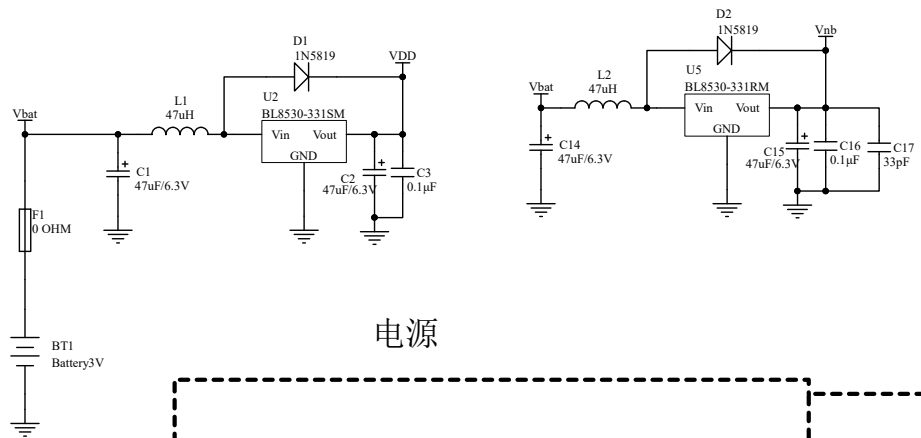 D1
1N5819
VDD
L1
47uH
U2
BL8530-331SM
Vbat
Vin
Vout
GND
C1
47uF/6.3V
C2
47uF/6.3V
C3
0.1μF
F1
0 OHM
BT1
Battery3V
D2
1N5819
Vnb
L2
47uH
U5
BL8530-331RM
Vbat
Vin
Vout
GND
C14
47uF/6.3V
C15
47uF/6.3V
C16
0.1μF
C17
33pF
电源